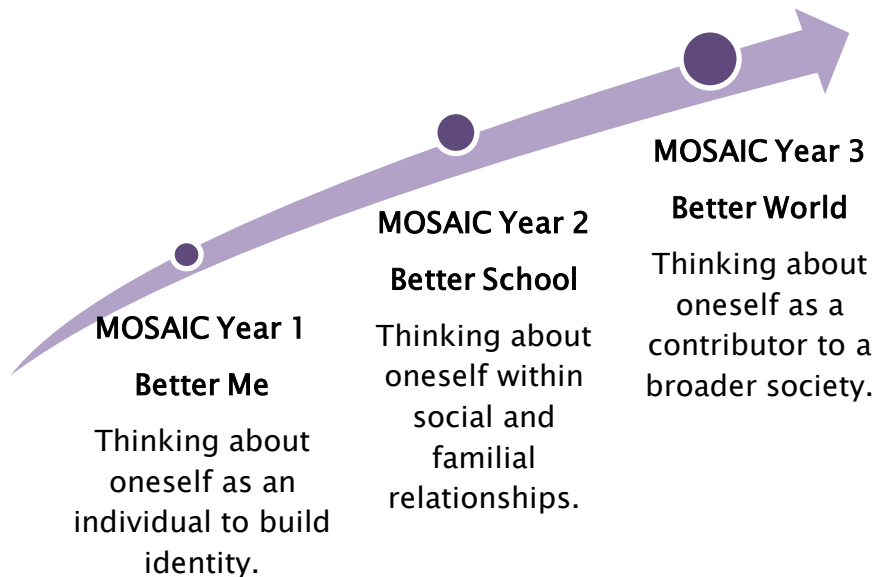 MOSAIC Year 1
Better Me
Thinking about
oneself as an
individual to build
identity.
MOSAIC Year 2
Better School
Thinking about
oneself within
social and
familial
relationships.
MOSAIC Year 3
Better World
Thinking about
oneself as a
contributor to a
broader society.